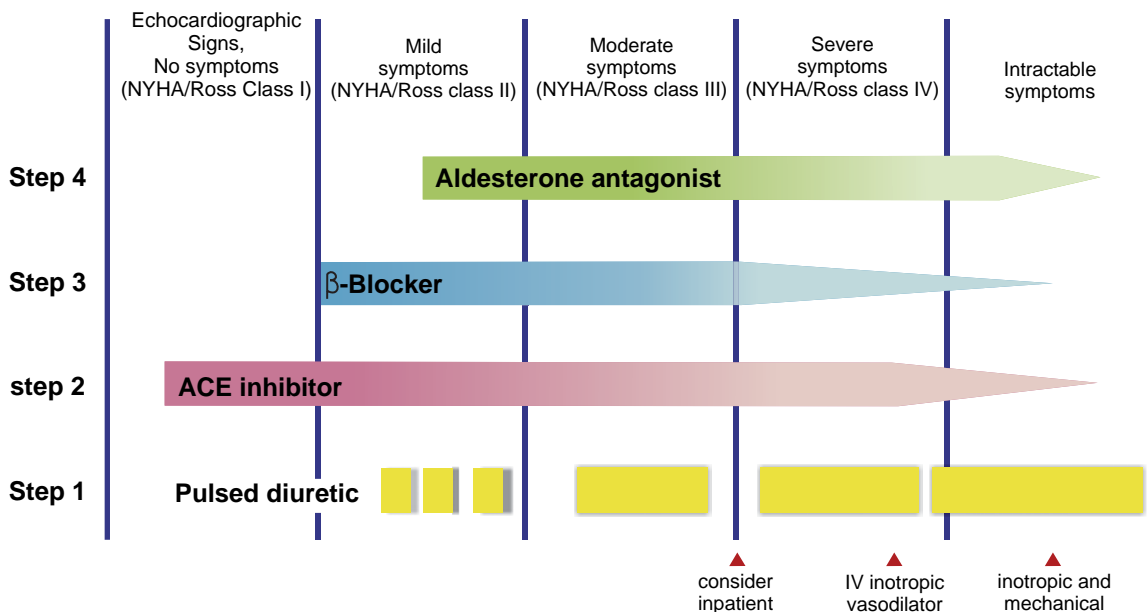 Echocardiographic
Signs,
No symptoms
(NYHA/Ross Class I)
Mild
symptoms
(NYHA/Ross class II)
Moderate
symptoms
(NYHA/Ross class III)
Severe
symptoms
(NYHA/Ross class IV)
Intractable
symptoms
Step 4
Aldesterone antagonist
Step 3
β-Blocker
step 2
ACE inhibitor
Step 1
Pulsed diuretic
consider
inpatient
IV inotropic
vasodilator
inotropic and
mechanical